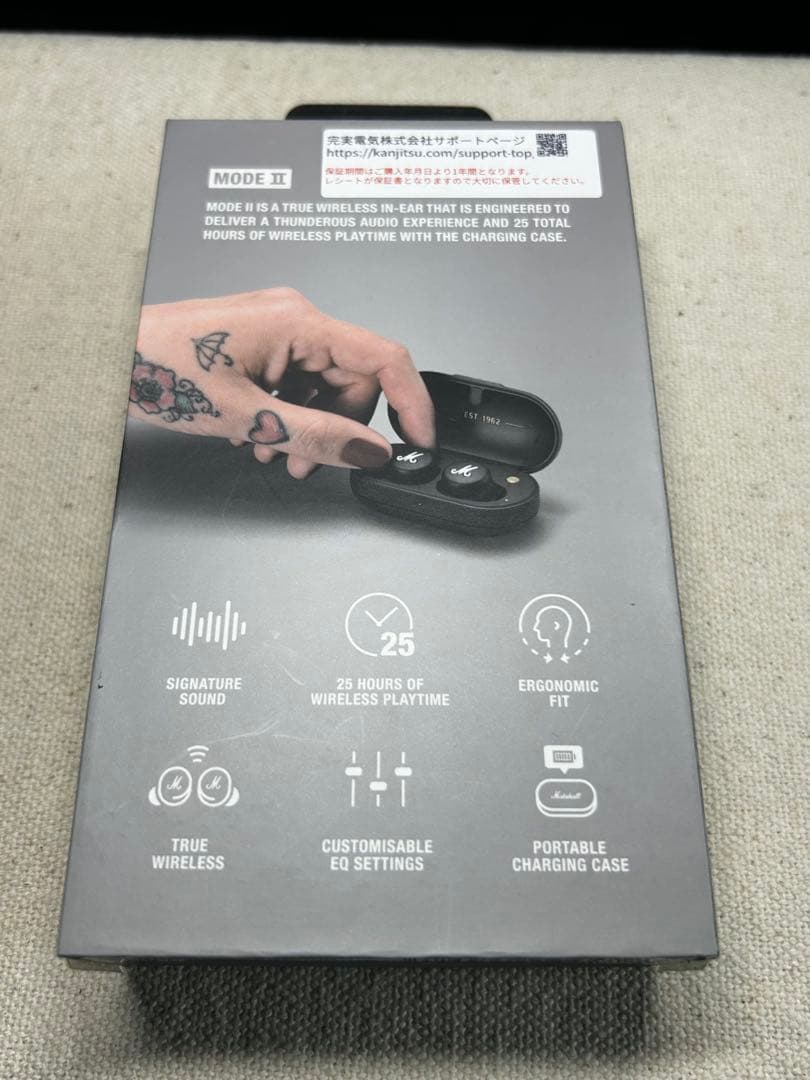 完実電気株式会社サポートページ
https://kanjitsu.com/support-top
保証期間はご購入年月日より1年間となります。
レシートが保証書となりますので大切に保管してください。
MODE II
MODE II IS A TRUE WIRELESS IN-EAR THAT IS ENGINEERED TO
DELIVER A THUNDEROUS AUDIO EXPERIENCE AND 25 TOTAL
HOURS OF WIRELESS PLAYTIME WITH THE CHARGING CASE.
EST. 1962
M M
25
SIGNATURE
SOUND
25 HOURS OF
WIRELESS PLAYTIME
ERGONOMIC
FIT
M M
Marshall
TRUE
WIRELESS
CUSTOMISABLE
EQ SETTINGS
PORTABLE
CHARGING CASE